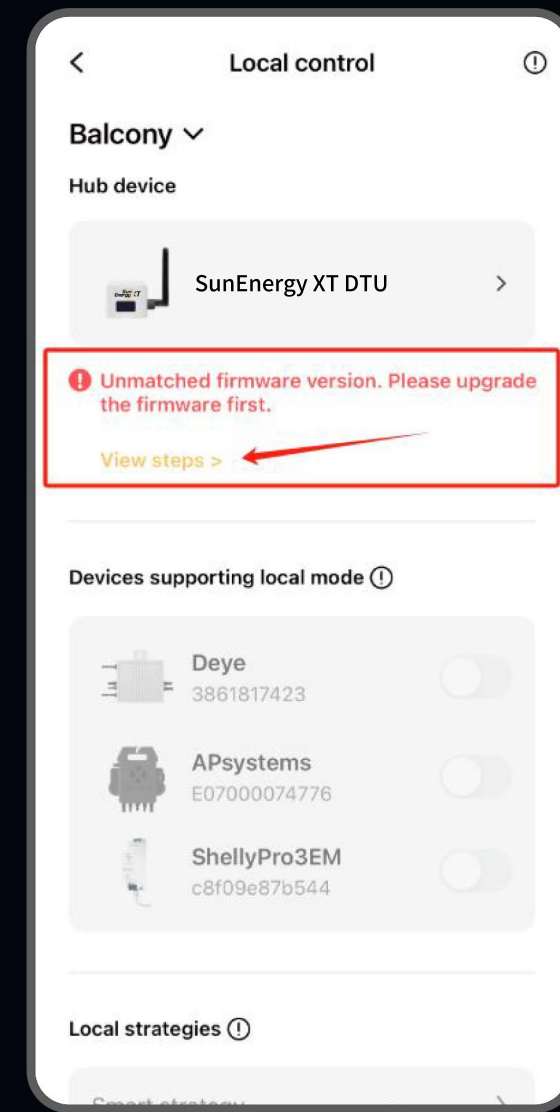 Local control
Balcony
Hub device
SunEnergy XT DTU
Unmatched firmware version. Please upgrade
the firmware first.
View steps >
Devices supporting local mode
Deye
3861817423
APsystems
E07000074776
ShellyPro3EM
c8f09e87b544
Local strategies
Smart strategy